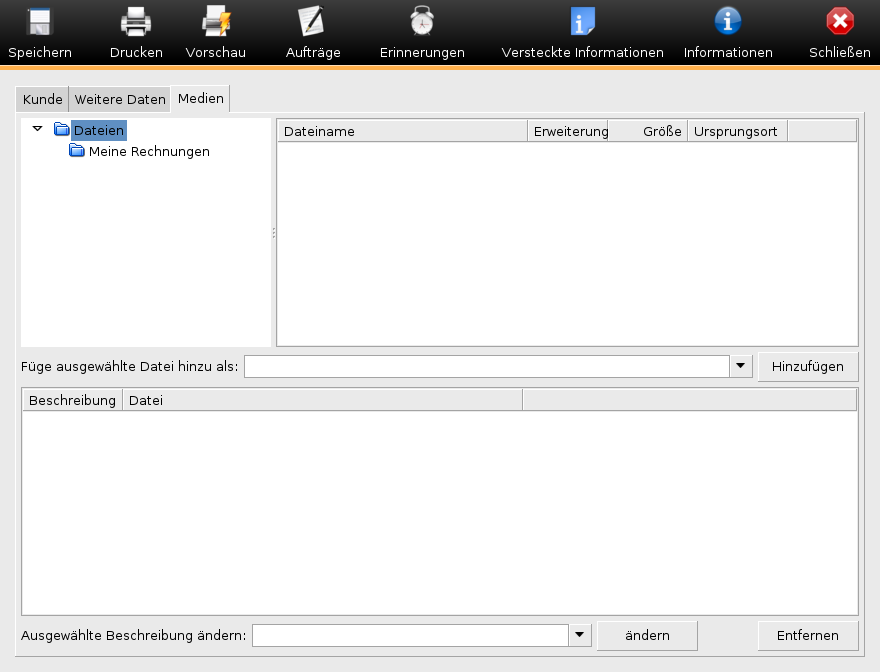 Speichern Drucken Vorschau Aufträge Erinnerungen Versteckte Informationen Informationen Schließen
Kunde Weitere Daten Medien
Dateien
Meine Rechnungen
Dateiname Erweiterung Größe Ursprungsort
Füge ausgewählte Datei hinzu als: Hinzufügen
Beschreibung Datei
Ausgewählte Beschreibung ändern: ändern Entfernen